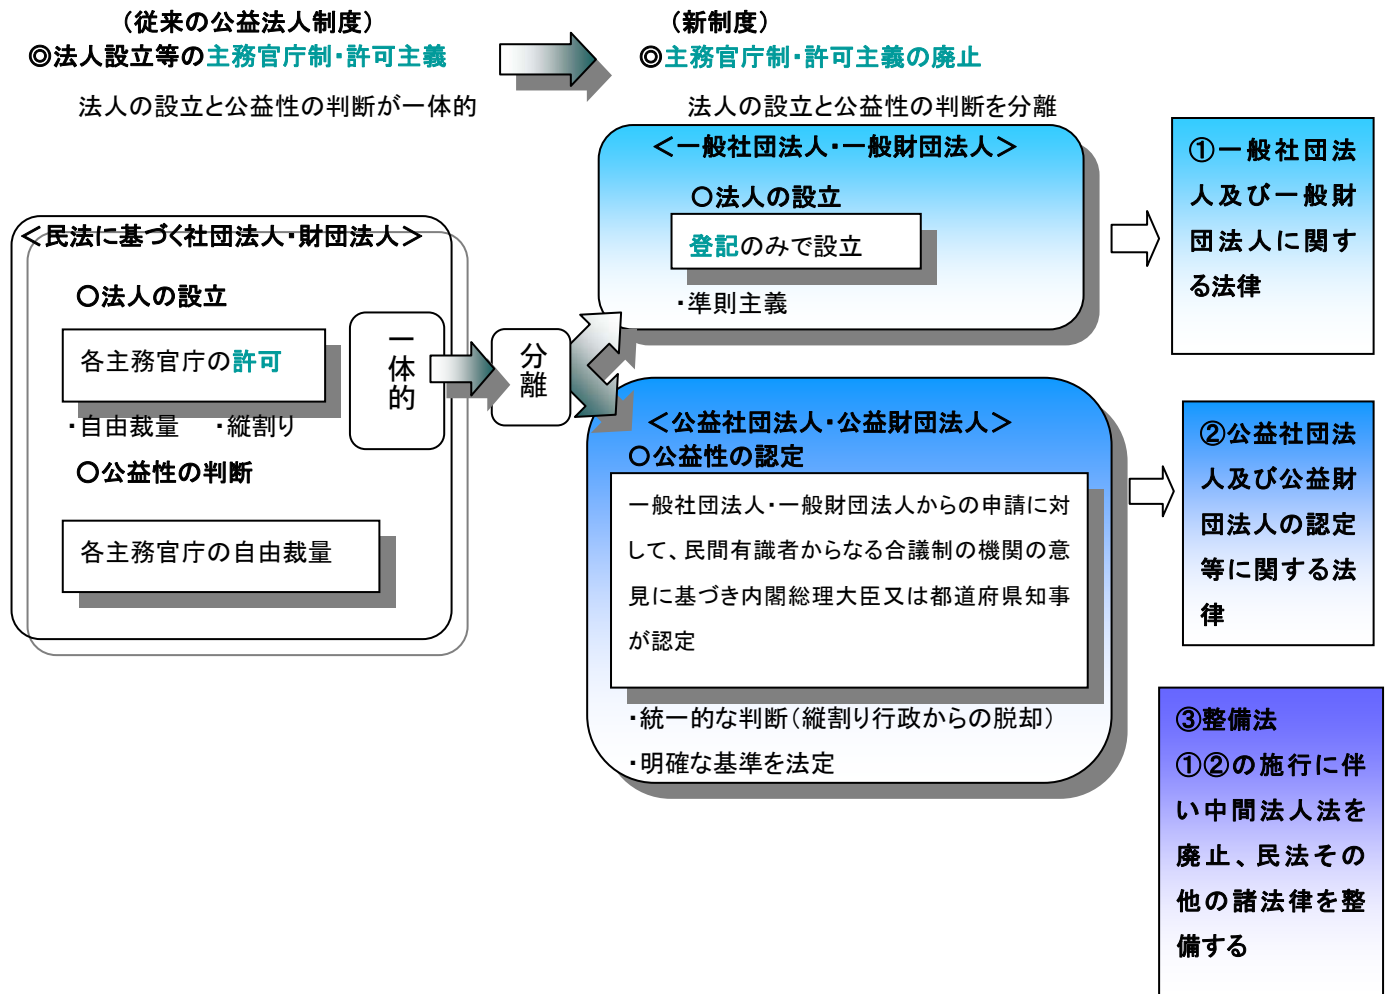 （従来の公益法人制度）
◎法人設立等の主務官庁制・許可主義
法人の設立と公益性の判断が一体的
＜民法に基づく社団法人・財団法人＞
○法人の設立
各主務官庁の許可
・自由裁量　・縦割り
○公益性の判断
各主務官庁の自由裁量
一体的
分離
（新制度）
◎主務官庁制・許可主義の廃止
法人の設立と公益性の判断を分離
＜一般社団法人・一般財団法人＞
○法人の設立
登記のみで設立
・準則主義
＜公益社団法人・公益財団法人＞
○公益性の認定
一般社団法人・一般財団法人からの申請に対
して、民間有識者からなる合議制の機関の意
見に基づき内閣総理大臣又は都道府県知事
が認定
・統一的な判断（縦割り行政からの脱却）
・明確な基準を法定
①一般社団法
人及び一般財
団法人に関す
る法律
②公益社団法
人及び公益財
団法人の認定
等に関する法
律
③整備法
①②の施行に伴
い中間法人法を
廃止、民法その
他の諸法律を整
備する